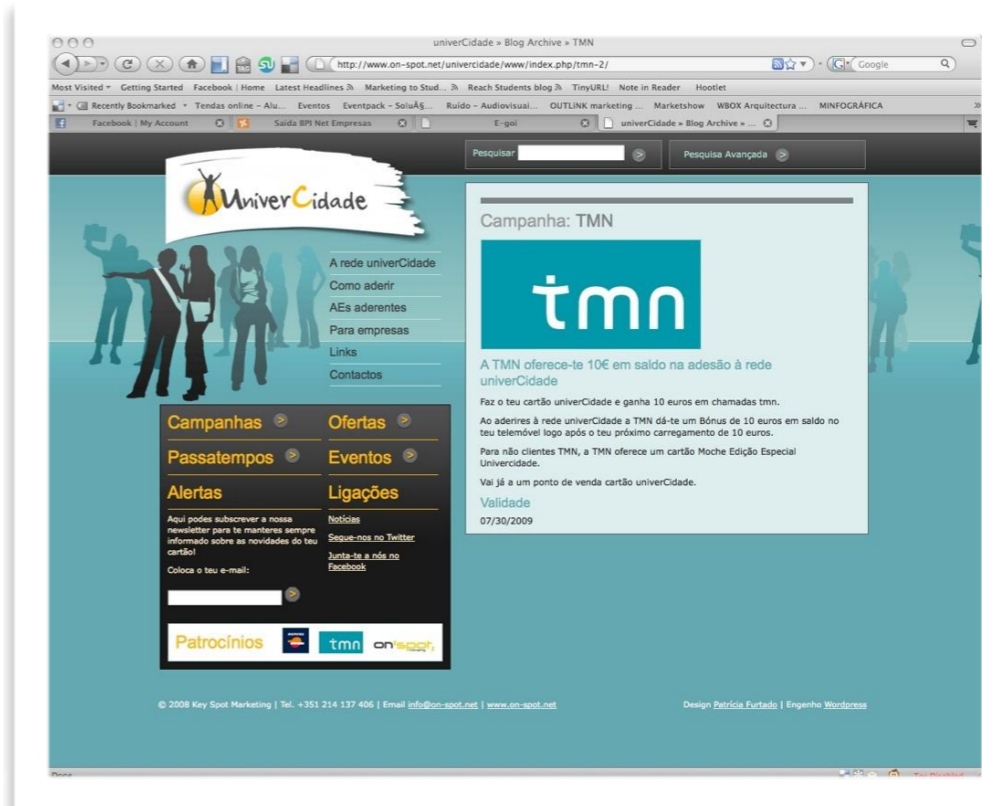 univerCidade » Blog Archive » TMN
http://www.on-spot.net/univercidade/www/index.php/tmn-2/
Google
Most Visited Getting Started Facebook | Home Latest Headlines Marketing to Stud... Reach Students blog TinyURL! Note in Reader Hootlet
Recently Bookmarked Tendas online – Alu... Eventos Eventpack – SoluÃ§... Ruído – Audiovisuai... OUTLINK marketing ... Marketshow WBOX Arquitectura ... MINFOGRÁFICA
Facebook | My Account Saída BPI Net Empresas E-goi univerCidade » Blog Archive » ...
Pesquisar
Pesquisa Avançada
UniverCidade
A rede univerCidade
Como aderir
AEs aderentes
Para empresas
Links
Contactos
Campanhas
Ofertas
Passatempos
Eventos
Alertas
Aqui podes subscrever a nossa
newsletter para te manteres sempre
informado sobre as novidades do teu
cartão!
Coloca o teu e-mail:
Ligações
Notícias
Segue-nos no Twitter
Junta-te a nós no
Facebook
Patrocínios
tmn
on'spot
Campanha: TMN
tmn
A TMN oferece-te 10€ em saldo na adesão à rede
univerCidade
Faz o teu cartão univerCidade e ganha 10 euros em chamadas tmn.
Ao aderires à rede univerCidade a TMN dá-te um Bónus de 10 euros em saldo no
teu telemóvel logo após o teu próximo carregamento de 10 euros.
Para não clientes TMN, a TMN oferece um cartão Moche Edição Especial
Univercidade.
Vai já a um ponto de venda cartão univerCidade.
Validade
07/30/2009
© 2008 Key Spot Marketing | Tel. +351 214 137 406 | Email info@on-spot.net | www.on-spot.net
Design Patrícia Furtado | Engenho Wordpress